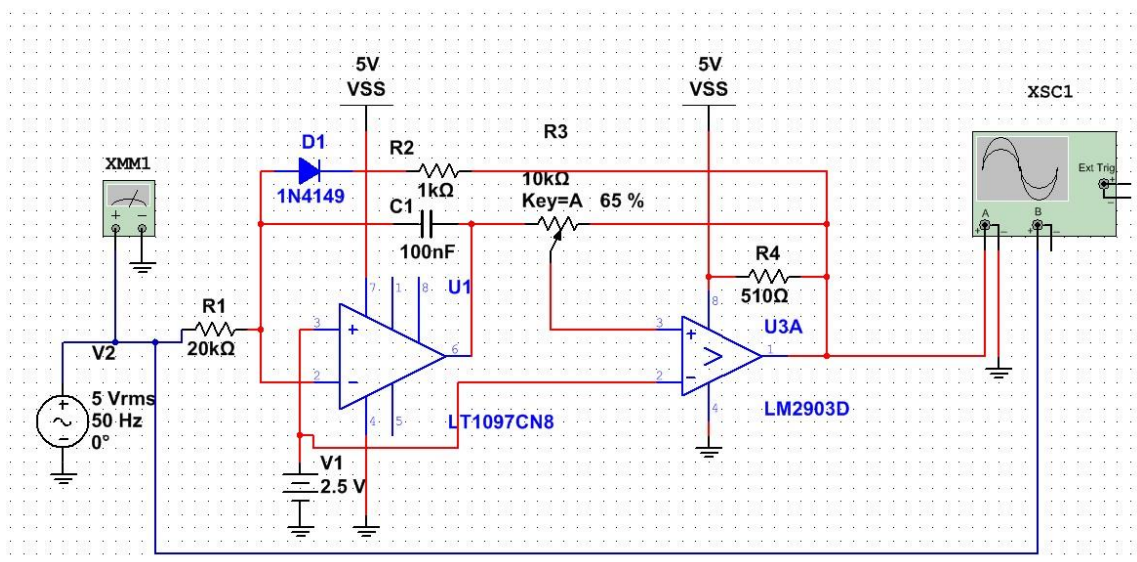 5V
VSS
5V
VSS
XSC1
D1
R2
R3
XMM1
1N4149
1kΩ
10kΩ
Key=A 65 %
Ext Trig
+
-
A
B
+ -
+ -
+ -
C1
100nF
R4
510Ω
7
1
8
U1
8
U3A
R1
20kΩ
3
+
6
2
-
3
+
1
2
-
V2
5 Vrms
50 Hz
0°
+
-
4
5
LT1097CN8
4
LM2903D
V1
2.5 V